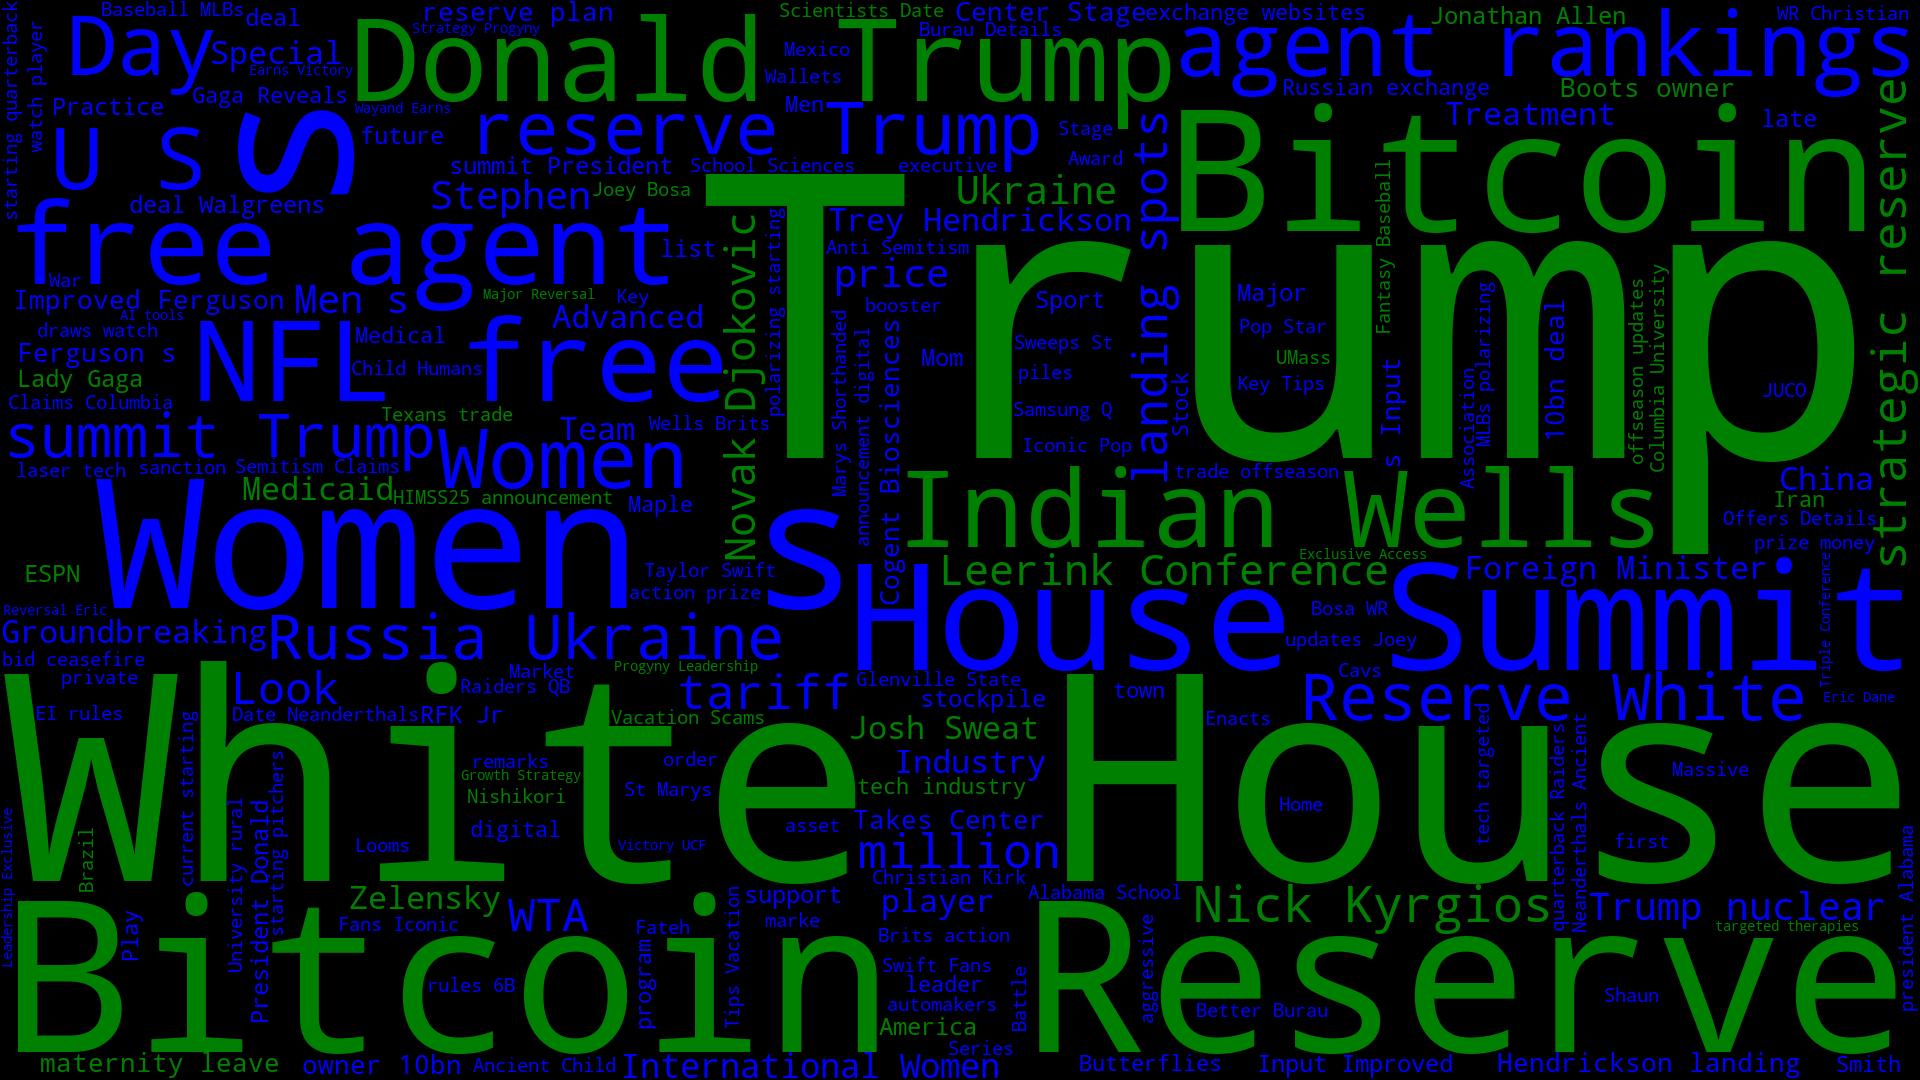 Baseball MLBs
deal
reserve plan
Scientists Date
Center Stage
exchange websites
Jonathan Allen
WR Christian
starting quarterback
watch player
Day
Special
Strategy Progyny
Donald Trump
Burau Details
agent rankings
Earns Victory
Mexico
Wallets
Gaga Reveals
Russian exchange
Boots owner
Practice
Wayand Earns
Men
Treatment
late
U S
S
future
reserve Trump
Stage
Bitcoin
summit President
School Sciences
executive
Award
Stephen
Joey Bosa
Ukraine
deal Walgreens
Trey Hendrickson
free agent
list
Anti Semitism
Trump
landing spots
Fantasy Baseball
strategic reserve
War
price
Improved Ferguson
Men s
Major Reversal
Key
booster
Sport
Major
AI tools
Advanced
Novak Djokovic
polarizing starting
draws watch
NFL free
Medical
Pop Star
Ferguson s
Child Humans
Mom
Sweeps St
UMass
Lady Gaga
piles
Key Tips
JUCO
Claims Columbia
Texans trade
Samsung Q
Stock
s Input
Association
MLBs polarizing
10bn deal
offseason updates
Columbia University
summit Trump
Women
Team
Wells Brits
Marys Shorthanded
announcement digital
Cogent Biosciences
Iconic Pop
laser tech
sanction
Semitism Claims
trade offseason
China
Medicaid
HIMSS25 announcement
Maple
Indian Wells
Iran
Women s
Offers Details
prize money
ESPN
Taylor Swift
Leerink Conference
Exclusive Access
Foreign Minister
action prize
House Summit
Reversal Eric
Bosa WR
Groundbreaking
Russia Ukraine
updates Joey
Triple Conference
bid ceasefire
Market
Progyny Leadership
Cavs
private
Look
Raiders QB
tariff
Glenville State
stockpile
town
Reserve White
Eric Dane
EI rules
Date Neanderthals
RFK Jr
Vacation Scams
Enacts
White House
Josh Sweat
current starting
remarks
order
Industry
tech targeted
quarterback Raiders
Neanderthals Ancient
Massive
Growth Strategy
tech industry
Nishikori
St Marys
Home
University rural
President Donald
starting pitchers
digital
asset
Takes Center
Leadership Exclusive
Brazil
Looms
Victory UCF
million
first
president Alabama
Christian Kirk
Zelensky
support
Alabama School
Nick Kyrgios
Trump nuclear
Bitcoin Reserve
player
Play
Fans Iconic
WTA
Fateh
marke
targeted therapies
Brits action
program
Tips Vacation
Swift Fans
Battle
aggressive
rules 6B
leader
Shaun
automakers
Better Burau
America
Series
maternity leave
owner 10bn
Ancient Child
International Women
Butterflies
Input Improved
Hendrickson landing
Smith